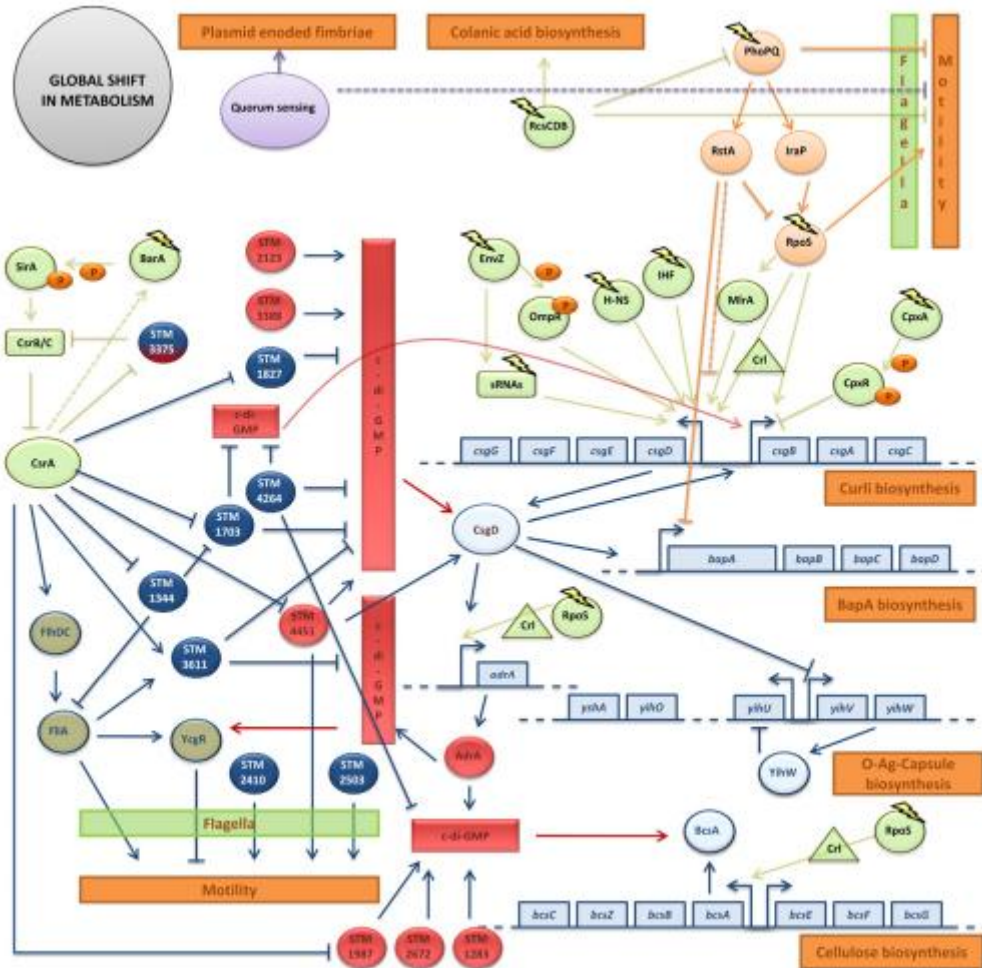 GLOBAL SHIFT
IN METABOLISM
Plasmid enoded fimbriae
Quorum sensing
Colanic acid biosynthesis
RcsCDB
PhoPQ
RstA
IraP
RpoS
Flagella
Motility
SirA
P
P
BarA
CsrB/C
STM
3375
CsrA
STM
2123
STM
3388
STM
1827
c-di-
GMP
STM
4264
STM
1703
STM
1344
STM
4451
STM
3611
FlhDC
FliA
YcgR
STM
2410
STM
2503
Flagella
Motility
c-di-GMP
c-di-GMP
EnvZ
P
OmpR
P
sRNAs
H-NS
IHF
MlrA
Crl
CpxA
P
CpxR
P
csgG
csgF
csgE
csgD
csgB
csgA
csgC
Curli biosynthesis
CsgD
bapA
bapB
bapC
bapD
BapA biosynthesis
Crl
RpoS
adrA
AdrA
yshA
yihO
yihU
yihV
yihW
YihW
O-Ag-Capsule
biosynthesis
c-di-GMP
BcsA
Crl
RpoS
bcsC
bcsZ
bcsB
bcsA
bcsE
bcsF
bcsG
Cellulose biosynthesis
STM
1987
STM
2672
STM
1283